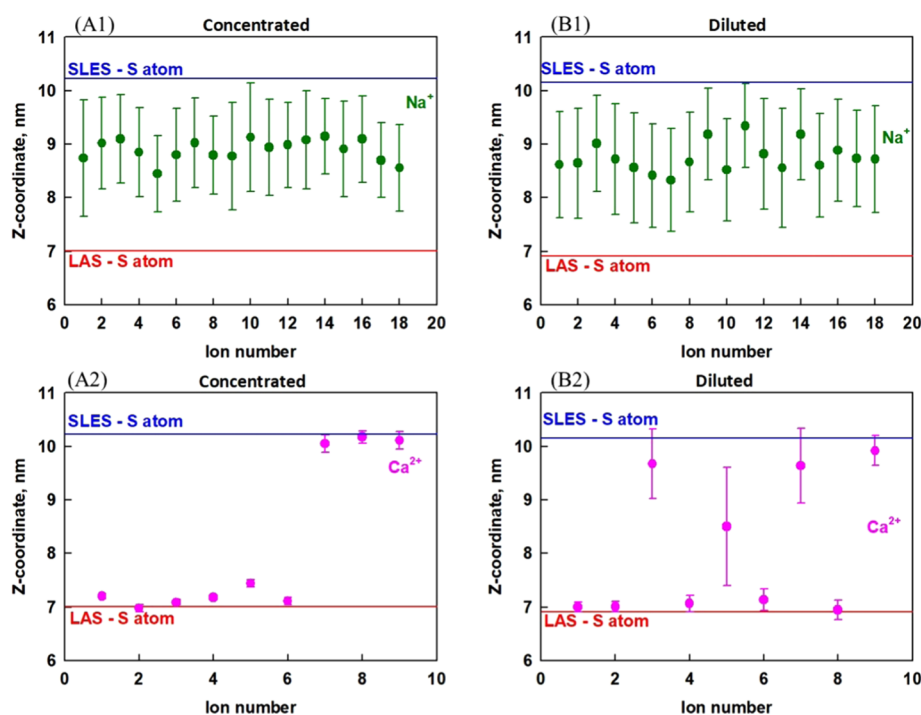 (A1) Concentrated
11
10
9
8
7
6
Z-coordinate, nm
SLES - S atom
Na+
LAS - S atom
0 2 4 6 8 10 12 14 16 18 20
Ion number
(B1) Diluted
11
10
9
8
7
6
Z-coordinate, nm
SLES - S atom
Na+
LAS - S atom
0 2 4 6 8 10 12 14 16 18 20
Ion number
(A2) Concentrated
11
10
9
8
7
6
Z-coordinate, nm
SLES - S atom
Ca2+
LAS - S atom
0 2 4 6 8 10
Ion number
(B2) Diluted
11
10
9
8
7
6
Z-coordinate, nm
SLES - S atom
Ca2+
LAS - S atom
0 2 4 6 8 10
Ion number